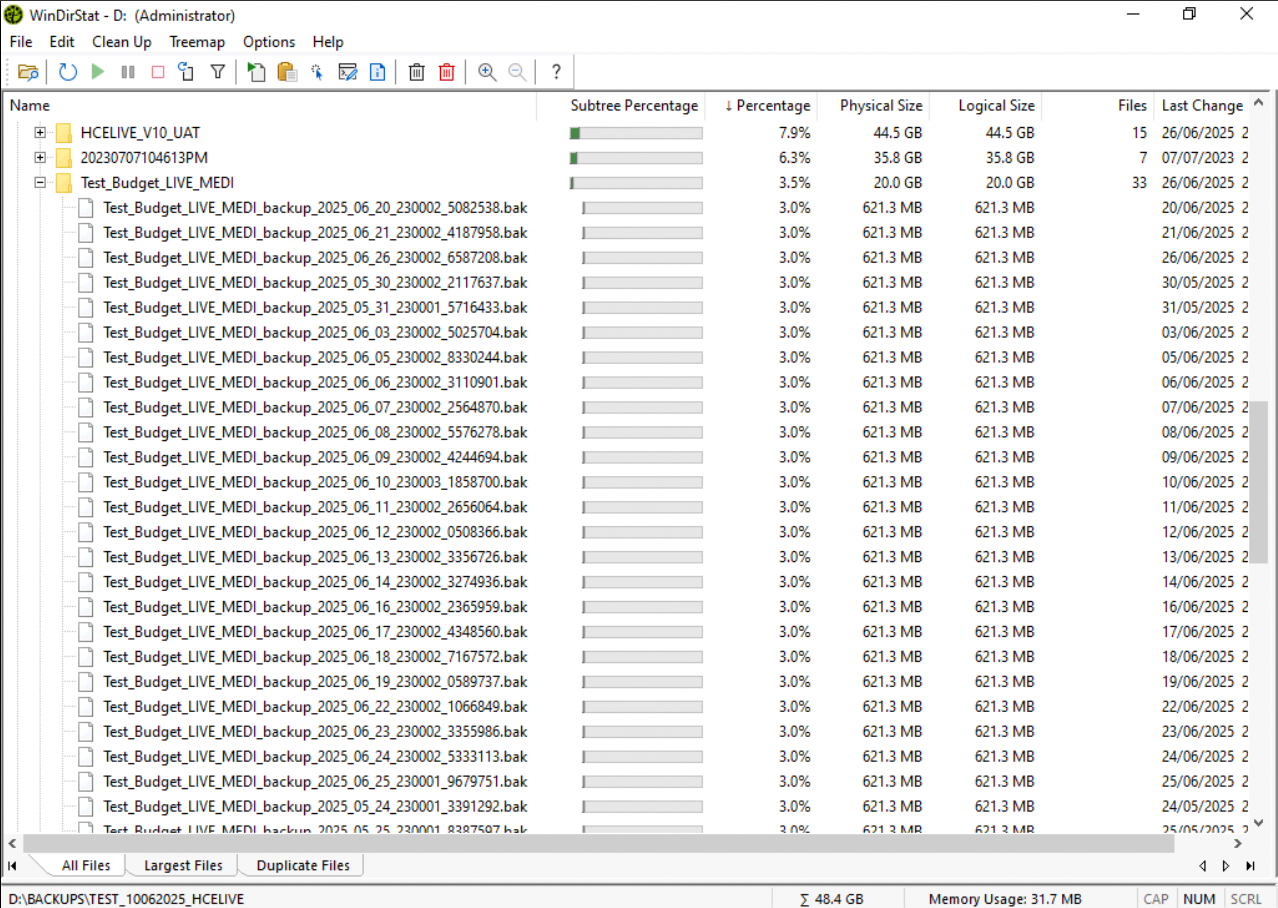 WinDirStat - D: (Administrator)
File Edit Clean Up Treemap Options Help
Name Subtree Percentage ↓ Percentage Physical Size Logical Size Files Last Change
HCELIVE_V10_UAT 7.9% 44.5 GB 44.5 GB 15 26/06/2025 2
20230707104613PM 6.3% 35.8 GB 35.8 GB 7 07/07/2023 2
Test_Budget_LIVE_MEDI 3.5% 20.0 GB 20.0 GB 33 26/06/2025 2
Test_Budget_LIVE_MEDI_backup_2025_06_20_230002_5082538.bak 3.0% 621.3 MB 621.3 MB 20/06/2025 2
Test_Budget_LIVE_MEDI_backup_2025_06_21_230002_4187958.bak 3.0% 621.3 MB 621.3 MB 21/06/2025 2
Test_Budget_LIVE_MEDI_backup_2025_06_26_230002_6587208.bak 3.0% 621.3 MB 621.3 MB 26/06/2025 2
Test_Budget_LIVE_MEDI_backup_2025_05_30_230002_2117637.bak 3.0% 621.3 MB 621.3 MB 30/05/2025 2
Test_Budget_LIVE_MEDI_backup_2025_05_31_230001_5716433.bak 3.0% 621.3 MB 621.3 MB 31/05/2025 2
Test_Budget_LIVE_MEDI_backup_2025_06_03_230002_5025704.bak 3.0% 621.3 MB 621.3 MB 03/06/2025 2
Test_Budget_LIVE_MEDI_backup_2025_06_05_230002_8330244.bak 3.0% 621.3 MB 621.3 MB 05/06/2025 2
Test_Budget_LIVE_MEDI_backup_2025_06_06_230002_3110901.bak 3.0% 621.3 MB 621.3 MB 06/06/2025 2
Test_Budget_LIVE_MEDI_backup_2025_06_07_230002_2564870.bak 3.0% 621.3 MB 621.3 MB 07/06/2025 2
Test_Budget_LIVE_MEDI_backup_2025_06_08_230002_5576278.bak 3.0% 621.3 MB 621.3 MB 08/06/2025 2
Test_Budget_LIVE_MEDI_backup_2025_06_09_230002_4244694.bak 3.0% 621.3 MB 621.3 MB 09/06/2025 2
Test_Budget_LIVE_MEDI_backup_2025_06_10_230003_1858700.bak 3.0% 621.3 MB 621.3 MB 10/06/2025 2
Test_Budget_LIVE_MEDI_backup_2025_06_11_230002_2656064.bak 3.0% 621.3 MB 621.3 MB 11/06/2025 2
Test_Budget_LIVE_MEDI_backup_2025_06_12_230002_0508366.bak 3.0% 621.3 MB 621.3 MB 12/06/2025 2
Test_Budget_LIVE_MEDI_backup_2025_06_13_230002_3356726.bak 3.0% 621.3 MB 621.3 MB 13/06/2025 2
Test_Budget_LIVE_MEDI_backup_2025_06_14_230002_3274936.bak 3.0% 621.3 MB 621.3 MB 14/06/2025 2
Test_Budget_LIVE_MEDI_backup_2025_06_16_230002_2365959.bak 3.0% 621.3 MB 621.3 MB 16/06/2025 2
Test_Budget_LIVE_MEDI_backup_2025_06_17_230002_4348560.bak 3.0% 621.3 MB 621.3 MB 17/06/2025 2
Test_Budget_LIVE_MEDI_backup_2025_06_18_230002_7167572.bak 3.0% 621.3 MB 621.3 MB 18/06/2025 2
Test_Budget_LIVE_MEDI_backup_2025_06_19_230002_0589737.bak 3.0% 621.3 MB 621.3 MB 19/06/2025 2
Test_Budget_LIVE_MEDI_backup_2025_06_22_230002_1066849.bak 3.0% 621.3 MB 621.3 MB 22/06/2025 2
Test_Budget_LIVE_MEDI_backup_2025_06_23_230002_3355986.bak 3.0% 621.3 MB 621.3 MB 23/06/2025 2
Test_Budget_LIVE_MEDI_backup_2025_06_24_230002_5333113.bak 3.0% 621.3 MB 621.3 MB 24/06/2025 2
Test_Budget_LIVE_MEDI_backup_2025_06_25_230001_9679751.bak 3.0% 621.3 MB 621.3 MB 25/06/2025 2
Test_Budget_LIVE_MEDI_backup_2025_05_24_230001_3391292.bak 3.0% 621.3 MB 621.3 MB 24/05/2025 2
Test_Budget_LIVE_MEDI_backup_2025_05_25_230001_8387597.bak 3.0% 621.3 MB 621.3 MB 25/05/2025 2
All Files Largest Files Duplicate Files
D:\BACKUPS\TEST_10062025_HCELIVE ∑ 48.4 GB Memory Usage: 31.7 MB CAP NUM SCRL